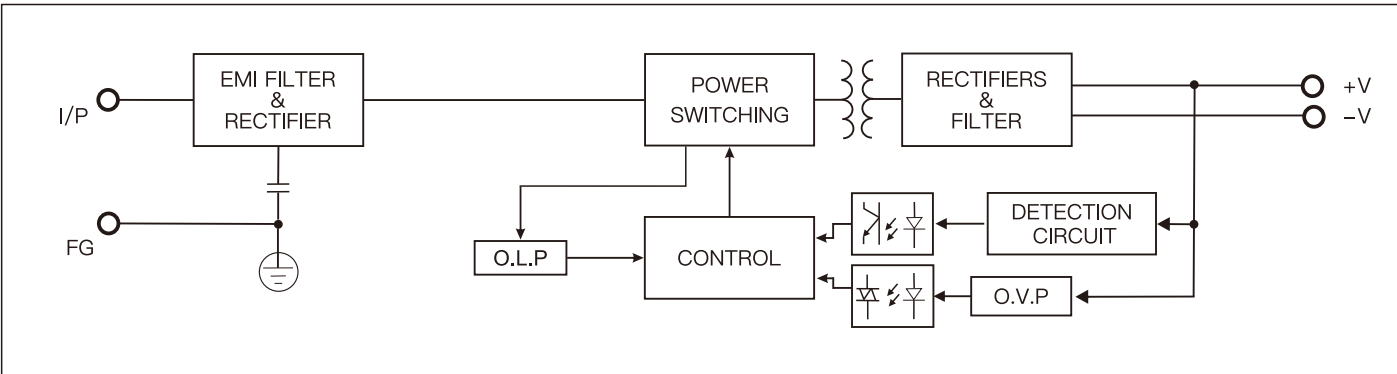 I/P
EMI FILTER
&
RECTIFIER
POWER
SWITCHING
RECTIFIERS
&
FILTER
+V
−V
FG
O.L.P
CONTROL
DETECTION
CIRCUIT
O.V.P